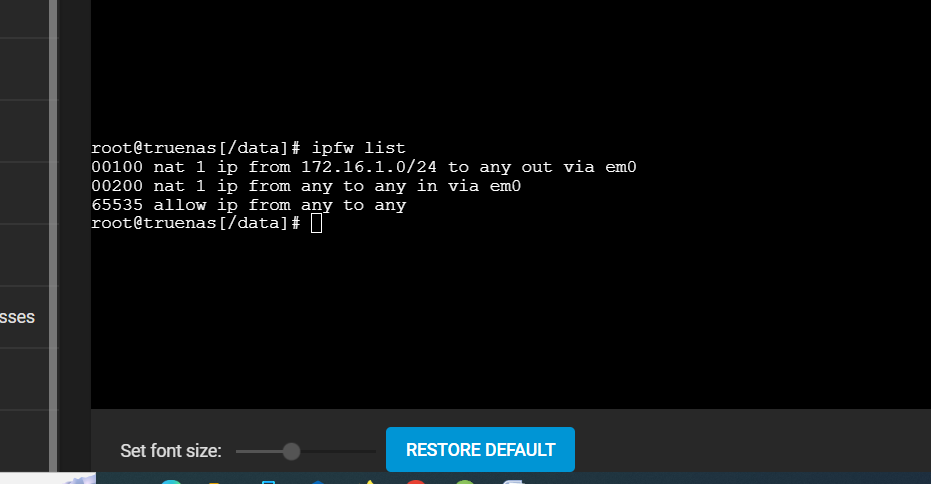 root@truenas[/data]# ipfw list
00100 nat 1 ip from 172.16.1.0/24 to any out via em0
00200 nat 1 ip from any to any in via em0
65535 allow ip from any to any
root@truenas[/data]#
sses
Set font size:
RESTORE DEFAULT